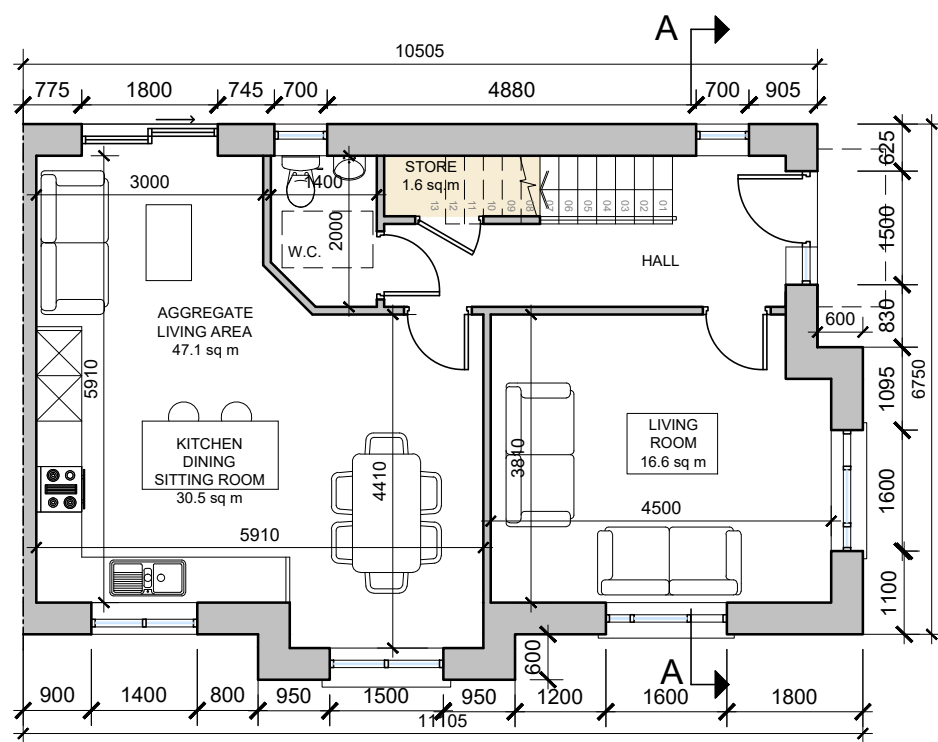 A
10505
775 1800 745 700 4880 700 905
3000
1400
STORE
1.6 sq.m
13 12 11 10 09 08 07 06 05 04 03 02 01
625
2000
W.C.
HALL
1500
AGGREGATE
LIVING AREA
47.1 sq m
830
600
5910
6750
1095
KITCHEN
DINING
SITTING ROOM
30.5 sq m
4410
3840
LIVING
ROOM
16.6 sq m
1600
4500
5910
1100
600
A
900 1400 800 950 1500 950 1200 1600 1800
11105